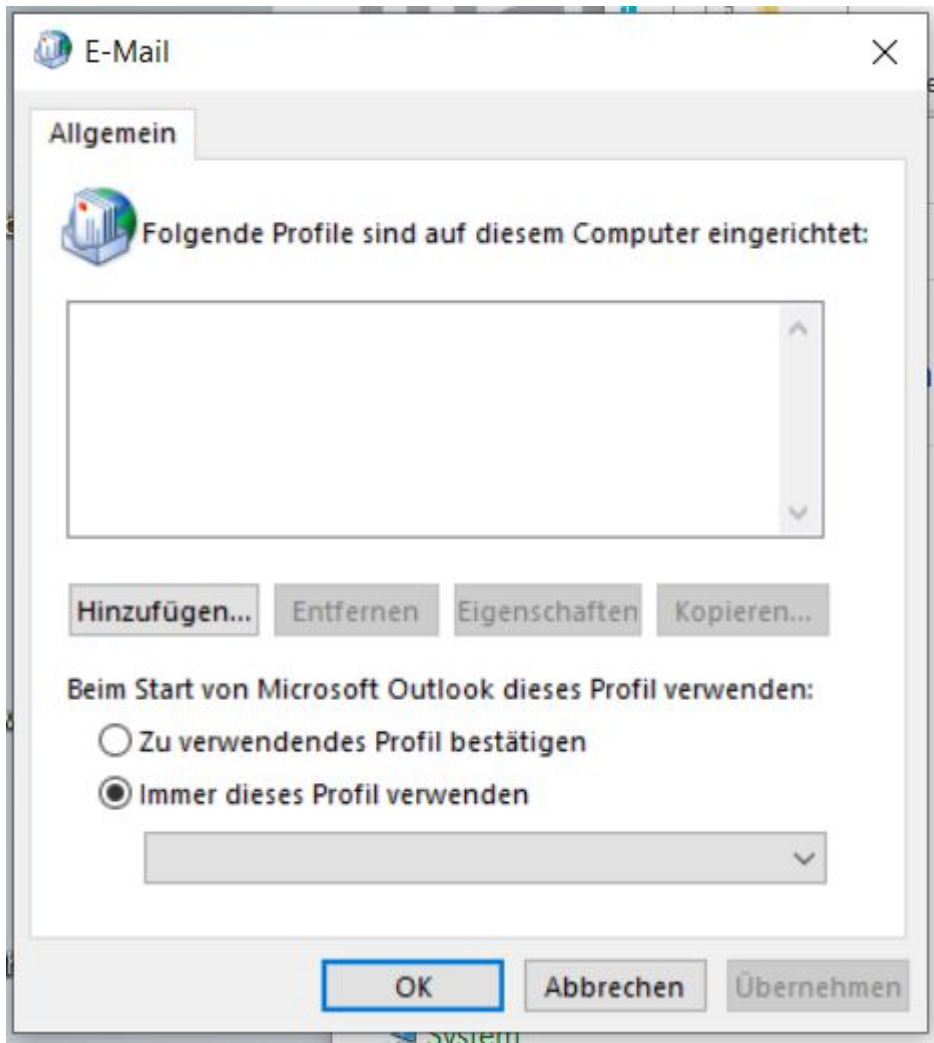 E-Mail
Allgemein
Folgende Profile sind auf diesem Computer eingerichtet:
Hinzufügen... Entfernen Eigenschaften Kopieren...
Beim Start von Microsoft Outlook dieses Profil verwenden:
Zu verwendendes Profil bestätigen
Immer dieses Profil verwenden
OK Abbrechen Übernehmen
System